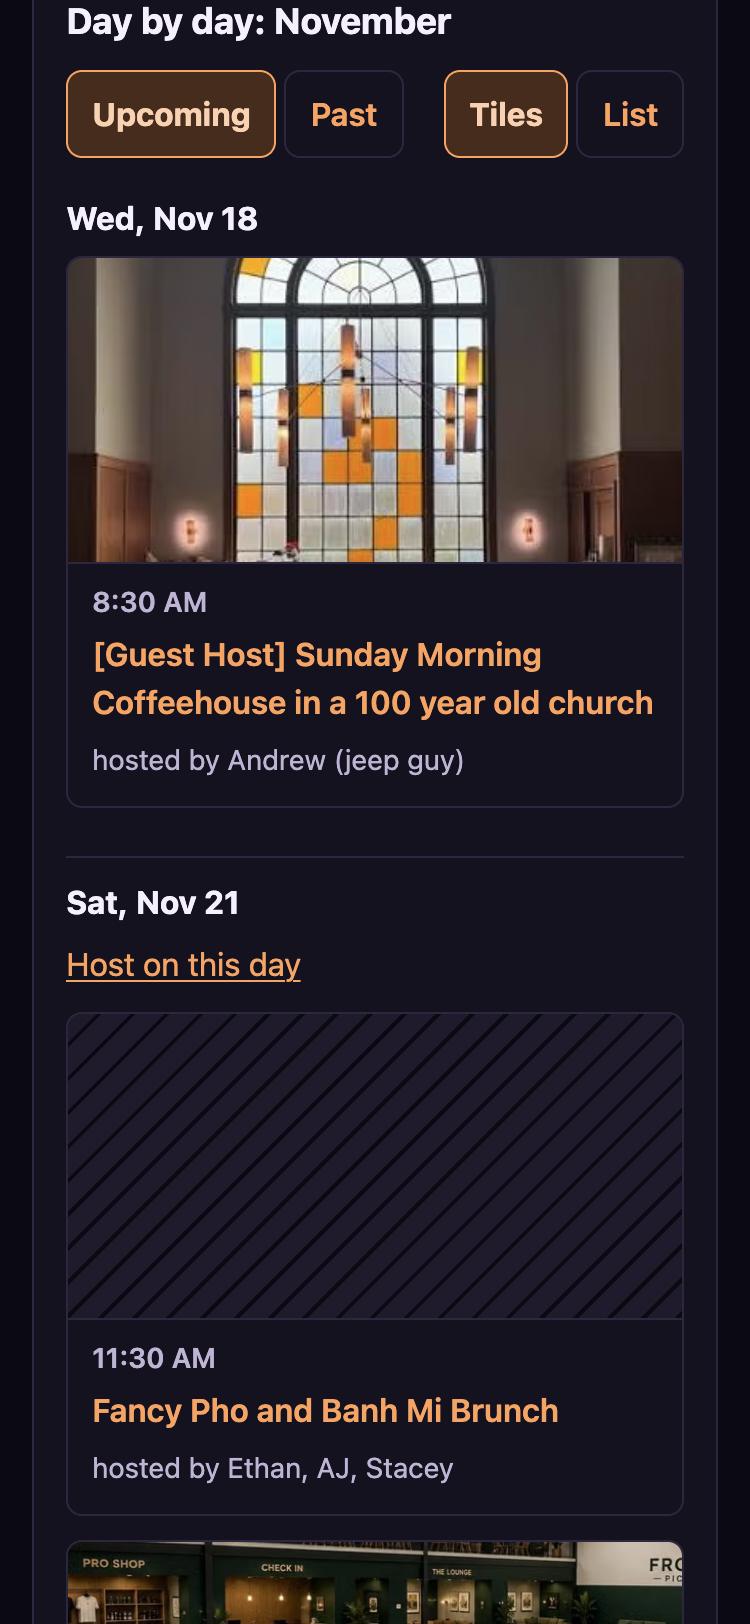 Day by day: November
Upcoming
Past
Tiles
List
Wed, Nov 18
8:30 AM
[Guest Host] Sunday Morning
Coffeehouse in a 100 year old church
hosted by Andrew (jeep guy)
Sat, Nov 21
Host on this day
11:30 AM
Fancy Pho and Banh Mi Brunch
hosted by Ethan, AJ, Stacey
PRO SHOP
CHECK IN
THE LOUNGE